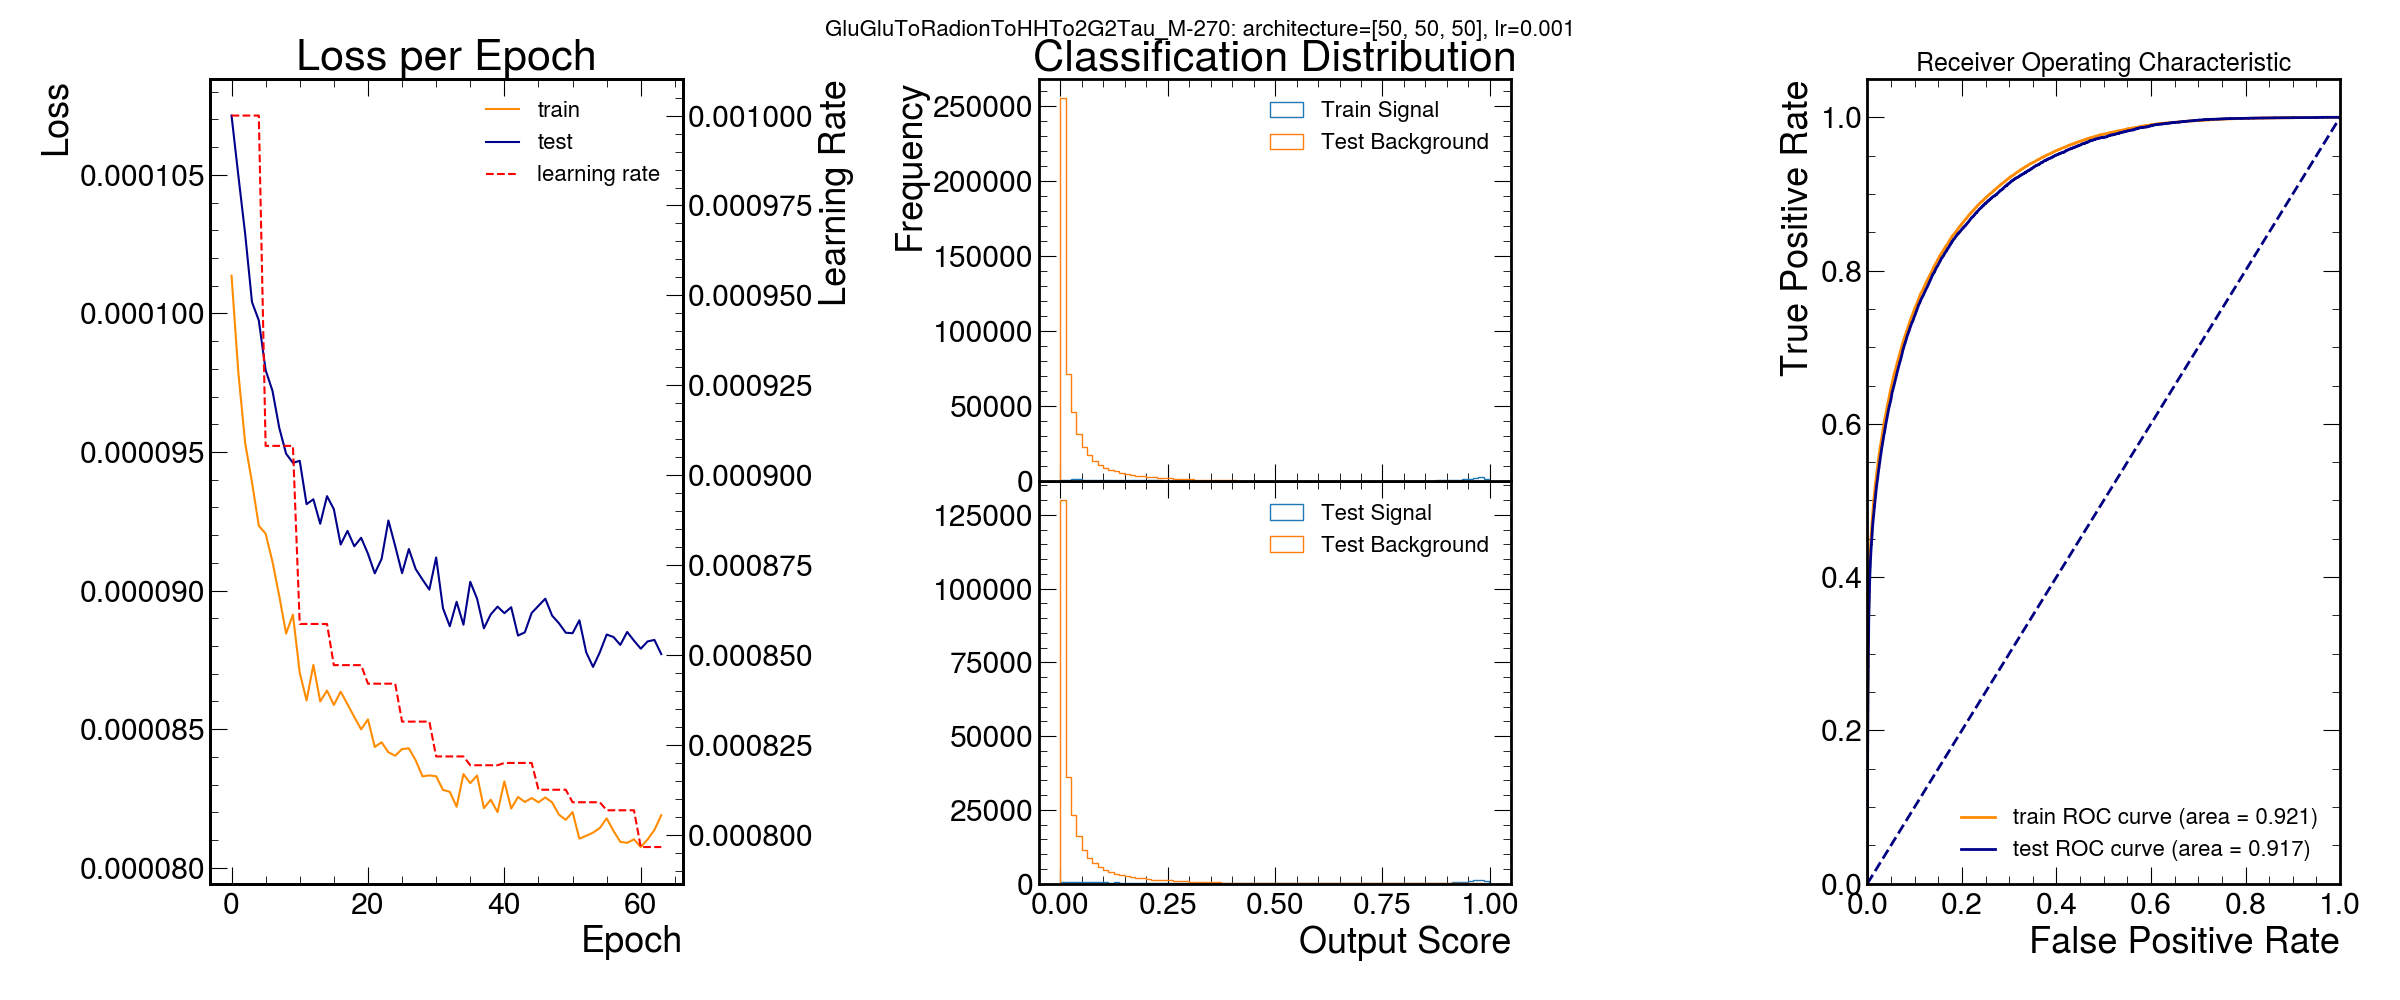 GluGluToRadionToHHTo2G2Tau_M-270: architecture=[50, 50, 50], lr=0.001
Loss per Epoch
Loss
0.000105
0.000100
0.000095
0.000090
0.000085
0.000080
train
test
learning rate
0.001000
0.000975
0.000950
0.000925
0.000900
0.000875
0.000850
0.000825
0.000800
Learning Rate
0 20 40 60
Epoch
Classification Distribution
Frequency
250000
200000
150000
100000
50000
0
Train Signal
Test Background
125000
100000
75000
50000
25000
0
Test Signal
Test Background
0.00 0.25 0.50 0.75 1.00
Output Score
Receiver Operating Characteristic
True Positive Rate
1.0
0.8
0.6
0.4
0.2
0.0
train ROC curve (area = 0.921)
test ROC curve (area = 0.917)
0.0 0.2 0.4 0.6 0.8 1.0
False Positive Rate